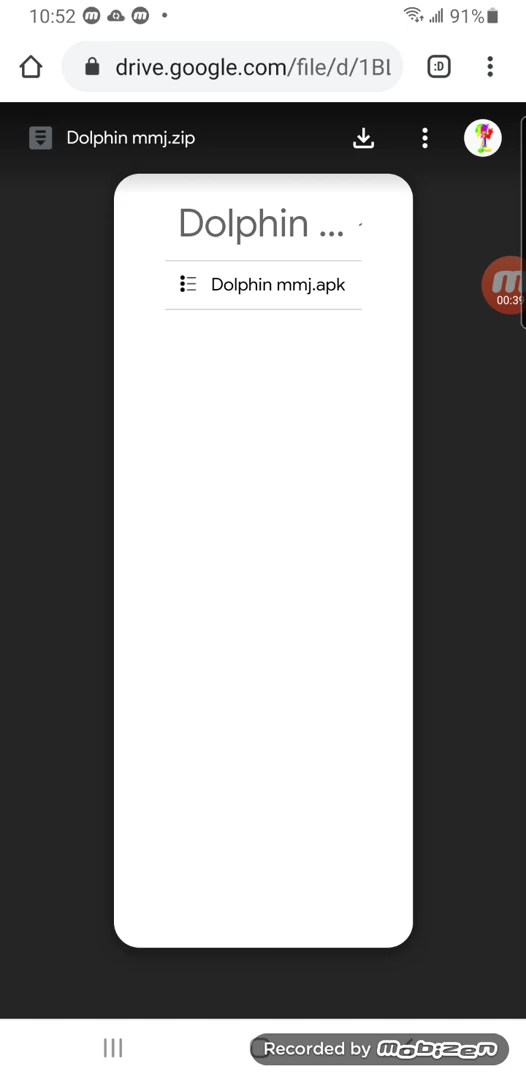 10:52 91%
drive.google.com/file/d/1BL :D
Dolphin mmj.zip
Dolphin ...
Dolphin mmj.apk
00:39
Recorded by mobizen